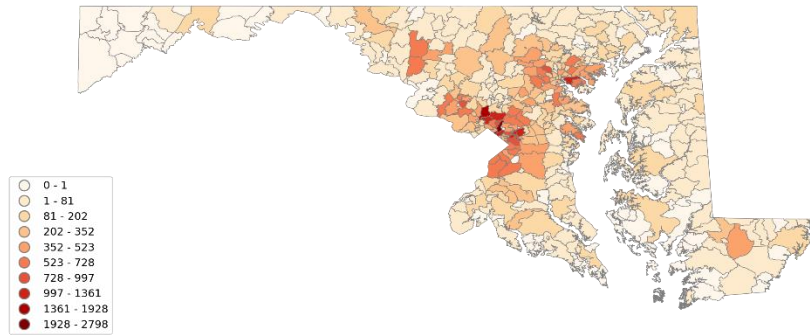 0 - 1
1 - 81
81 - 202
202 - 352
352 - 523
523 - 728
728 - 997
997 - 1361
1361 - 1928
1928 - 2798